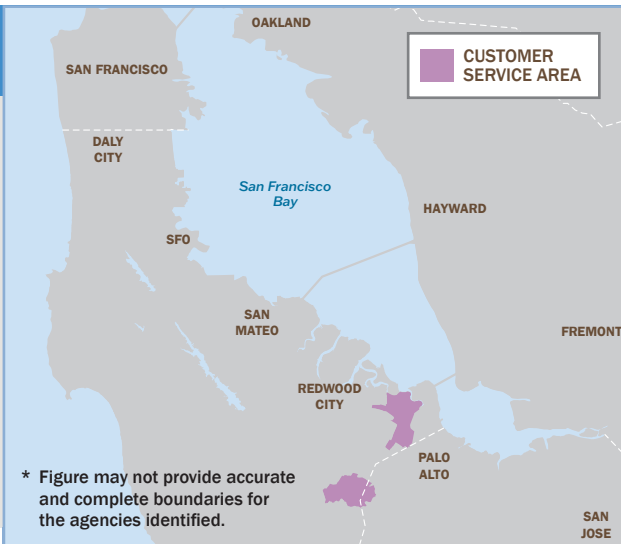 OAKLAND
CUSTOMER
SERVICE AREA
SAN FRANCISCO
DALY
CITY
San Francisco
Bay
HAYWARD
SFO
SAN
MATEO
FREMONT
REDWOOD
CITY
PALO
ALTO
* Figure may not provide accurate
and complete boundaries for
the agencies identified.
SAN
JOSE